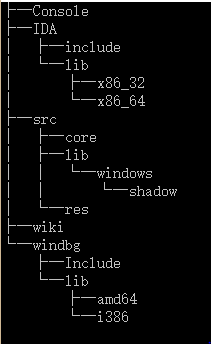 ├─Console
├─IDA
│  ├─include
│  └─lib
│      ├─x86_32
│      └─x86_64
├─src
│  ├─core
│  ├─lib
│  │  └─windows
│  │      └─shadow
│  └─res
├─wiki
└─windbg
    ├─Include
    └─lib
        ├─amd64
        └─i386